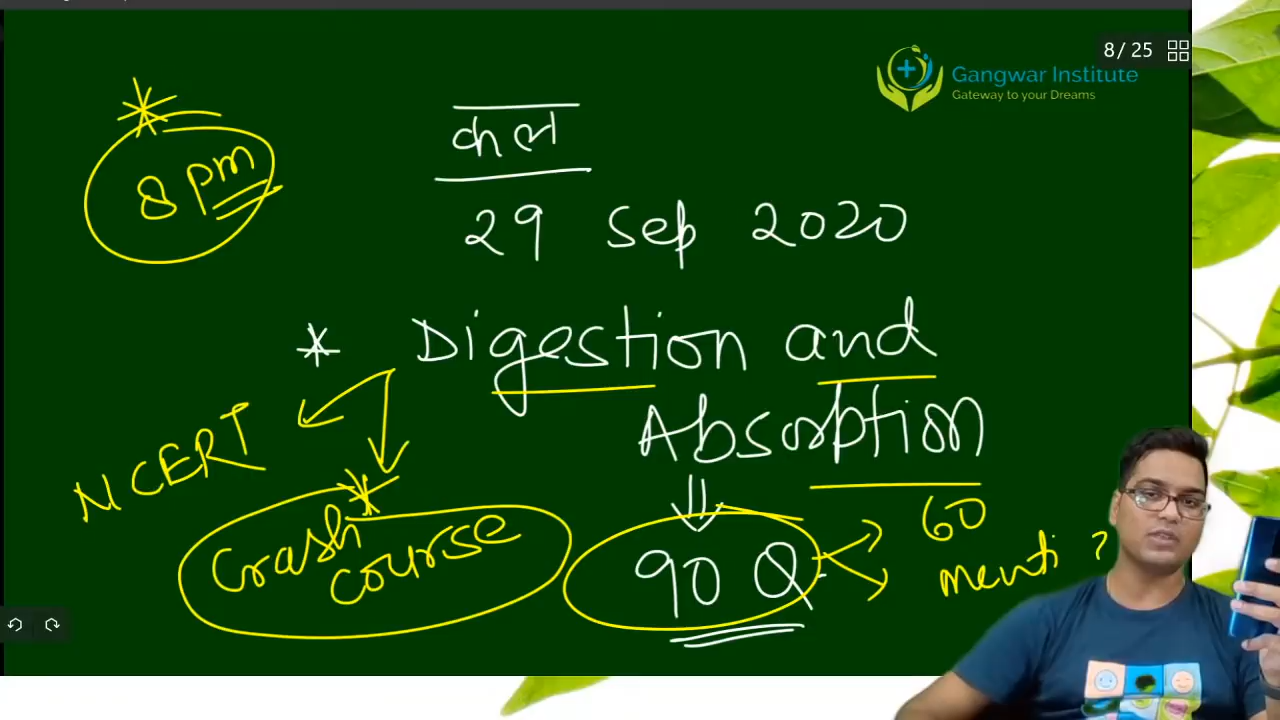 8 / 25
Gangwar Institute
Gateway to your Dreams
8 pm
कल
29 Sep 2020
* Digestion and
Absorption
NCERT
Crash
course
90 Q
60
menti ?